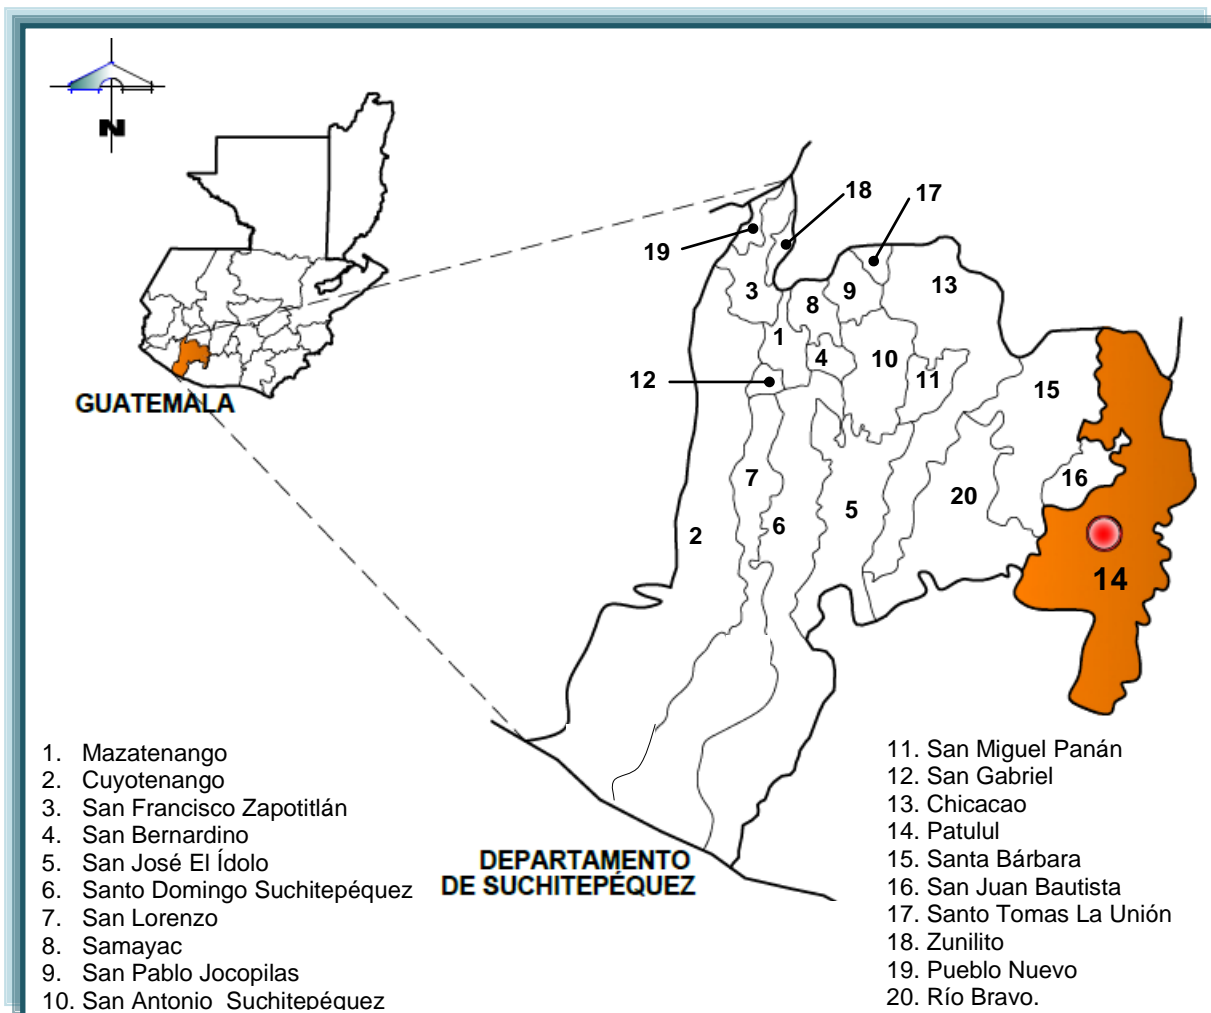 N
GUATEMALA
18
17
19
3
8
9
13
1
4
10
12
11
15
7
16
20
5
6
2
14
DEPARTAMENTO
DE SUCHITEPÉQUEZ
1. Mazatenango
2. Cuyotenango
3. San Francisco Zapotitlán
4. San Bernardino
5. San José El Ídolo
6. Santo Domingo Suchitepéquez
7. San Lorenzo
8. Samayac
9. San Pablo Jocopilas
10. San Antonio Suchitepéquez
11. San Miguel Panán
12. San Gabriel
13. Chicacao
14. Patulul
15. Santa Bárbara
16. San Juan Bautista
17. Santo Tomas La Unión
18. Zunilito
19. Pueblo Nuevo
20. Río Bravo.